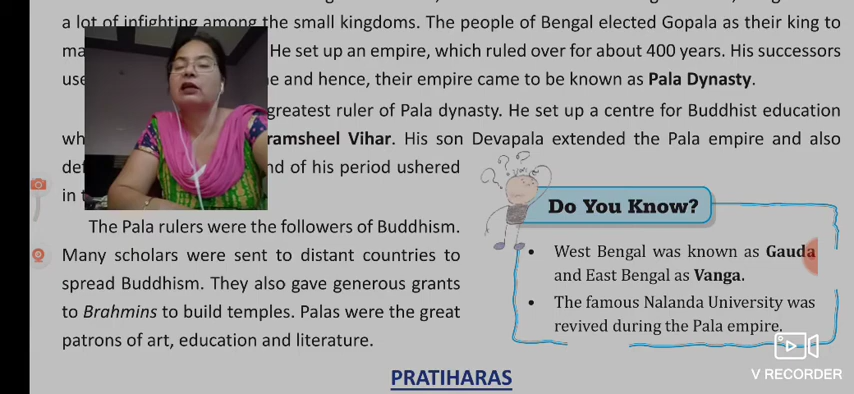 a lot of infighting among the small kingdoms. The people of Bengal elected Gopala as their king to
He set up an empire, which ruled over for about 400 years. His successors
and hence, their empire came to be known as Pala Dynasty.
greatest ruler of Pala dynasty. He set up a centre for Buddhist education
ramsheel Vihar. His son Devapala extended the Pala empire and also
of his period ushered
in
The Pala rulers were the followers of Buddhism.
Many scholars were sent to distant countries to
spread Buddhism. They also gave generous grants
to Brahmins to build temples. Palas were the great
patrons of art, education and literature.
Do You Know?
• West Bengal was known as Gauda
and East Bengal as Vanga.
• The famous Nalanda University was
revived during the Pala empire.
PRATIHARAS
V RECORDER